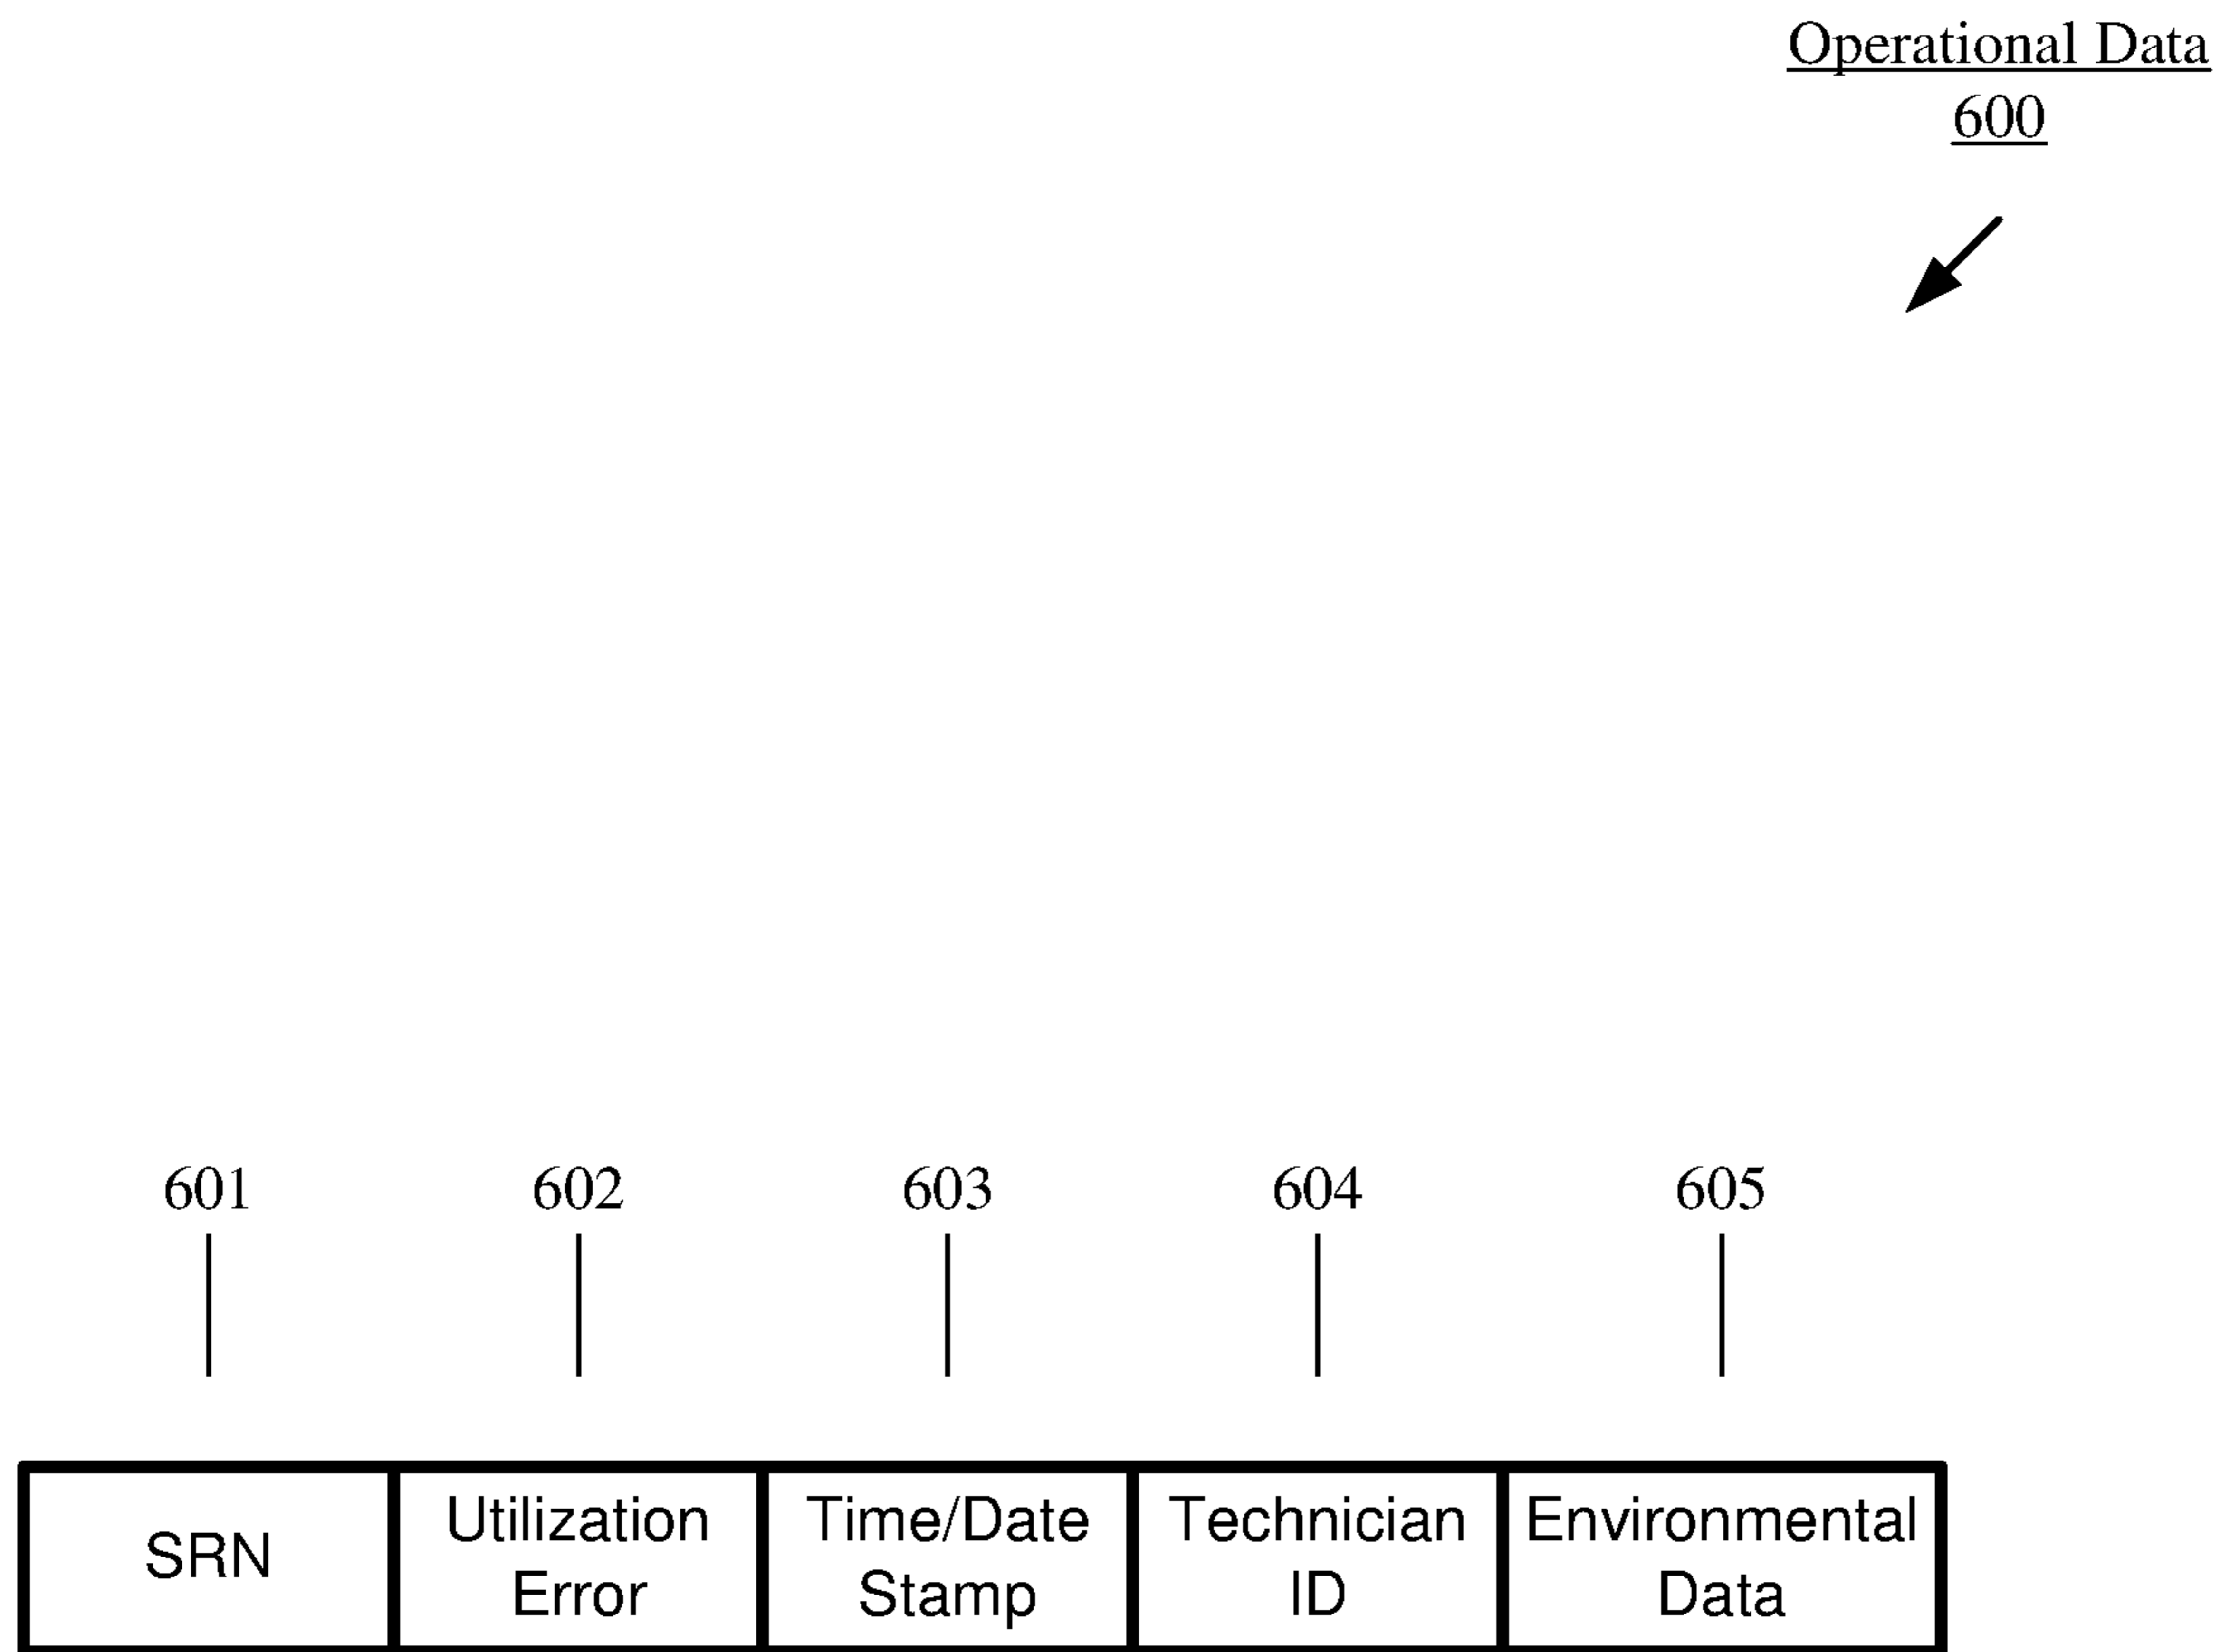 Operational Data
600
601 602 603 604 605
SRN
Utilization
Error
Time/Date
Stamp
Technician
ID
Environmental
Data